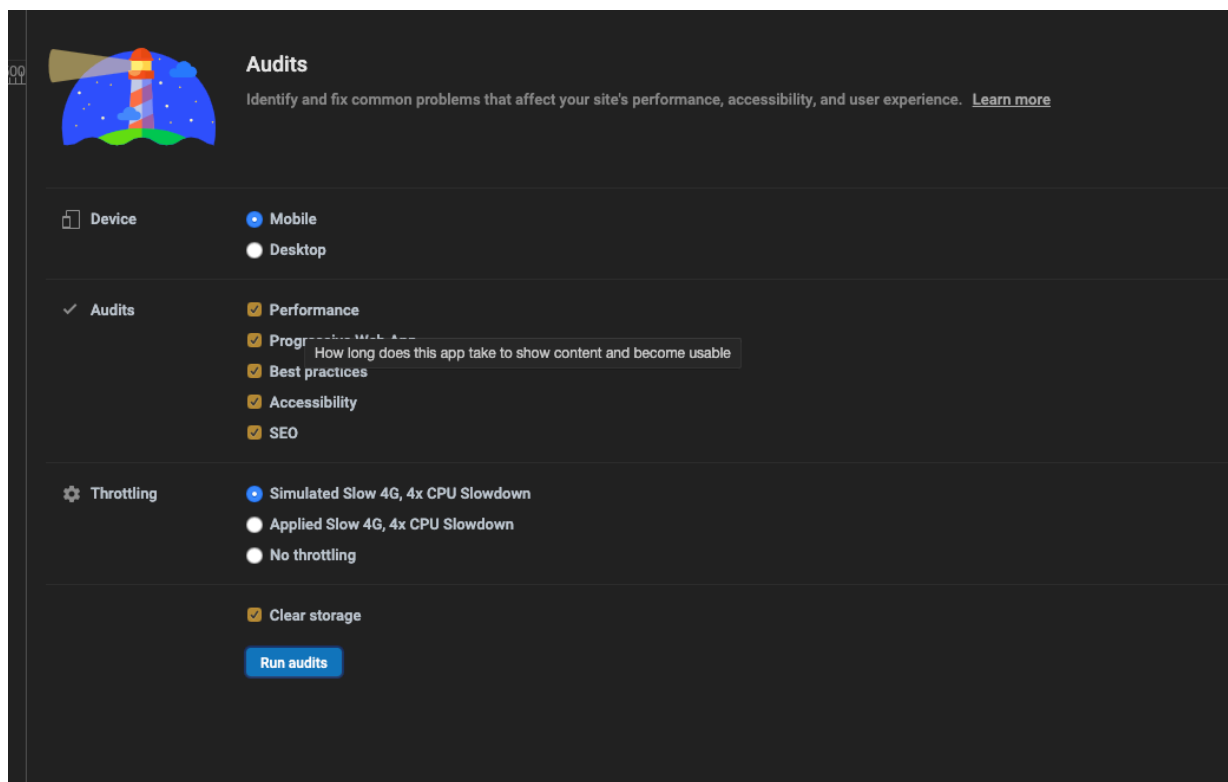 Audits
Identify and fix common problems that affect your site's performance, accessibility, and user experience. Learn more
Device
Mobile
Desktop
Audits
Performance
How long does this app take to show content and become usable
Best practices
Accessibility
SEO
Throttling
Simulated Slow 4G, 4x CPU Slowdown
Applied Slow 4G, 4x CPU Slowdown
No throttling
Clear storage
Run audits